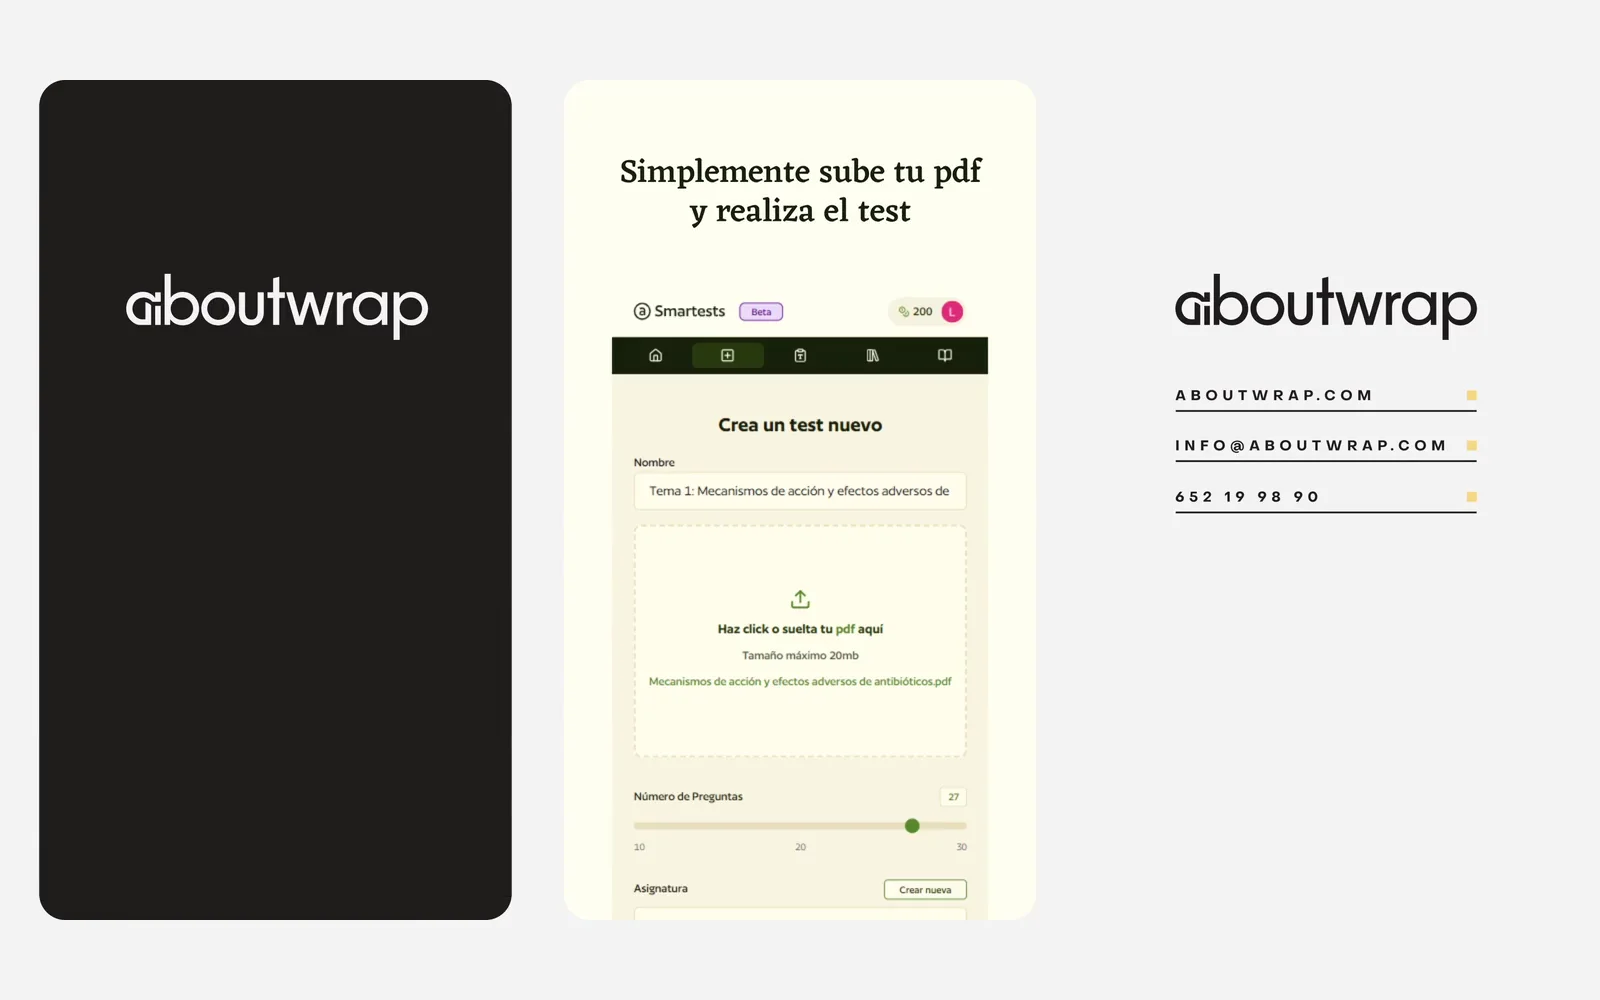 aboutwrap
Simplemente sube tu pdf
y realiza el test
a Smartests Beta 200 L
Crea un test nuevo
Nombre
Tema 1: Mecanismos de acción y efectos adversos de
Haz click o suelta tu pdf aquí
Tamaño máximo 20mb
Mecanismos de acción y efectos adversos de antibióticos.pdf
Número de Preguntas 27
10 20 30
Asignatura Crear nueva
aboutwrap
ABOUTWRAP.COM
INFO@ABOUTWRAP.COM
652 19 98 90